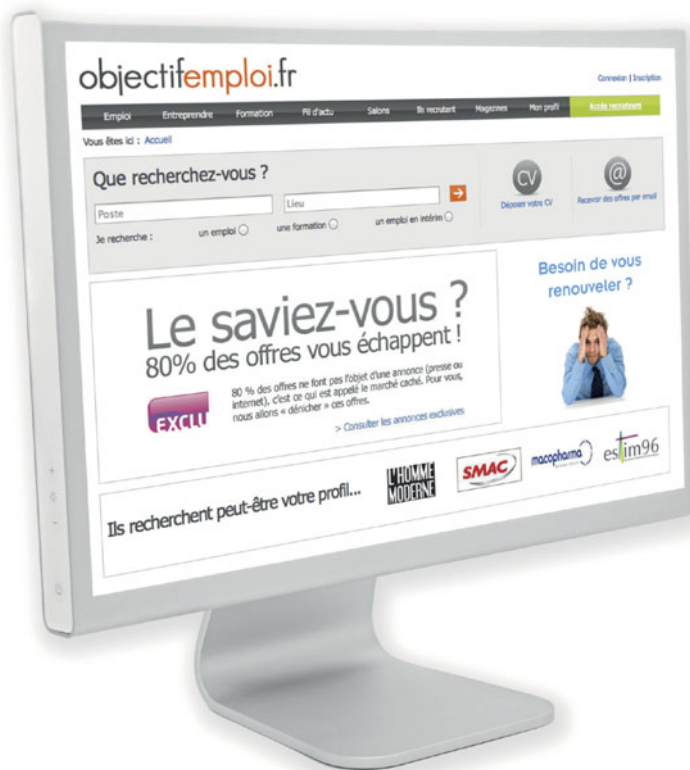 objectifemploi.fr
Connexion | Inscription
Emploi Entreprendre Formation Fil d'actu Salons Ils recrutent Magazines Mon profil Accès recruteurs
Vous êtes ici : Accueil
Que recherchez-vous ?
Poste Lieu
Je recherche : un emploi une formation un emploi en intérim
CV
Déposer votre CV
@
Recevoir des offres par email
Le saviez-vous ?
80% des offres vous échappent !
EXCLU
80 % des offres ne font pas l'objet d'une annonce (presse ou
internet), c'est ce qui est appelé le marché caché. Pour vous,
nous allons « dénicher » ces offres.
> Consulter les annonces exclusives
Besoin de vous
renouveler ?
Ils recherchent peut-être votre profil...
L'HOMME
MODERNE
SMAC
macopharma
estim96